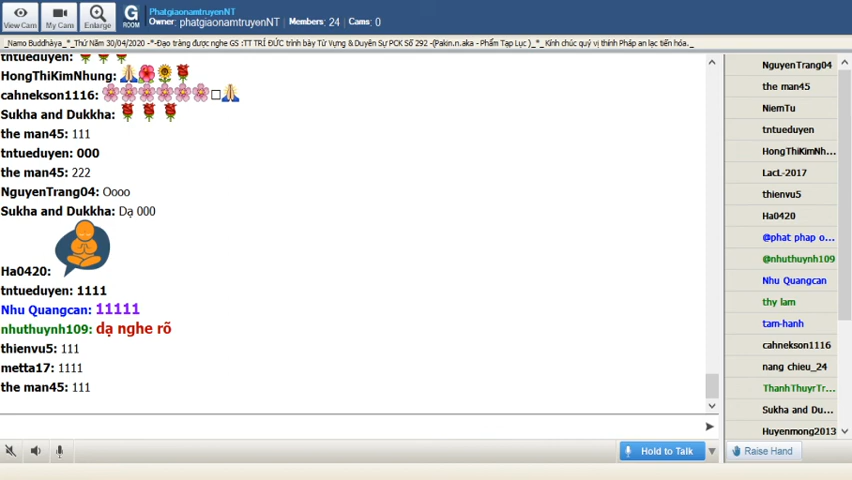 PhatgiaonamtruyenNT
Owner: phatgiaonamtruyenNT Members: 24 Cams: 0
View Cam My Cam Enlarge G ROOM
_Namo Buddhàya_*_Thứ Năm 30/04/2020 -*-Đạo tràng được nghe GS :TT TRÍ ĐỨC trình bày Từ Vựng & Duyên Sự PCK Số 292 -(Pakin.n.aka - Phẩm Tạp Lục )_*_ Kính chúc quý vị thính Pháp an lạc tiến hóa._
tntueduyen:
HongThiKimNhung:
cahnekson1116:
Sukha and Dukkha:
the man45: 111
tntueduyen: 000
the man45: 222
NguyenTrang04: Oooo
Sukha and Dukkha: Dạ 000
Ha0420:
tntueduyen: 1111
Nhu Quangcan: 11111
nhuthuynh109: dạ nghe rõ
thienvu5: 111
metta17: 1111
the man45: 111
NguyenTrang04
the man45
NiemTu
tntueduyen
HongThiKimNh...
LacL-2017
thienvu5
Ha0420
@phat phap o...
@nhuthuynh109
Nhu Quangcan
thy lam
tam-hanh
cahnekson1116
nang chieu_24
ThanhThuyrTr...
Sukha and Du...
Huyenmong2013
Hold to Talk
Raise Hand